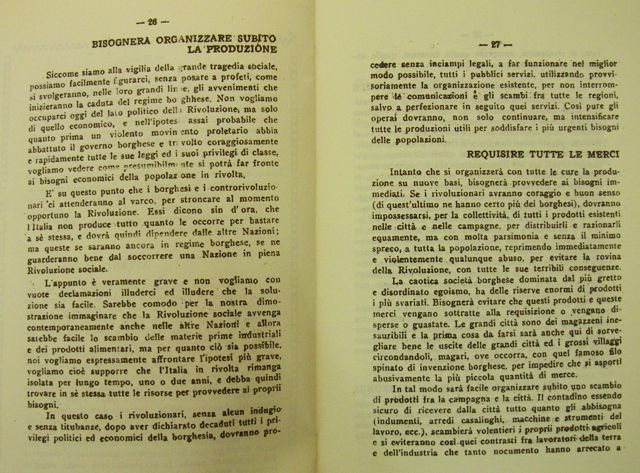 — 26 —
BISOGNERÀ ORGANIZZARE SUBITO
LA PRODUZIONE
Siccome siamo alla vigilia della grande tragedia sociale,
possiamo facilmente figurarci, senza posare a profeti, come
si svolgeranno, nelle loro grandi linee, gli avvenimenti che
inizieranno la caduta del regime borghese. Non vogliamo
occuparci oggi del lato politico della Rivoluzione, ma solo
di quello economico, e nell'ipotesi assai probabile che
quanto prima un violento movimento proletario abbia
abbattuto il governo borghese e travolto coraggiosamente
e rapidamente tutte le sue leggi ed i suoi privilegi di classe,
vogliamo vedere come presumibilmente si potrà far fronte
ai bisogni economici della popolazione in rivolta.
E' su questo punto che i borghesi e i controrivoluzio-
nari ci attenderanno al varco, per stroncare al momento
opportuno la Rivoluzione. Essi dicono sin d'ora, che
l'Italia non produce tutto quanto le occorre per bastare
a sè stessa, e dovrà quindi dipendere dalle altre Nazioni;
ma queste se saranno ancora in regime borghese, se ne
guarderanno bene dal soccorrere una Nazione in piena
Rivoluzione sociale.
L'appunto è veramente grave e non vogliamo con
vuote declamazioni illuderci ed illudere che la solu-
zione sia facile. Sarebbe comodo per la nostra dimo-
strazione immaginare che la Rivoluzione sociale avvenga
contemporaneamente anche nelle altre Nazioni e allora
sarebbe facile lo scambio delle materie prime industriali
e dei prodotti alimentari, ma per quanto ciò sia possibile,
noi vogliamo espressamente affrontare l'ipotesi più grave,
vogliamo cioè supporre che l'Italia in rivolta rimanga
isolata per lungo tempo, uno o due anni, e debba quindi
trovare in sè stessa tutte le risorse per provvedere ai proprii
bisogni.
In questo caso i rivoluzionari, senza alcun indugio
e senza titubanze, dopo aver dichiarato decaduti tutti i pri-
vilegi politici ed economici della borghesia, dovranno pro-
— 27 —
cedere senza inciampi legali, a far funzionare nel miglior
modo possibile, tutti i pubblici servizi, utilizzando provvi-
soriamente la organizzazione esistente, per non interrom-
pere le comunicazioni e gli scambi fra tutte le regioni,
salvo a perfezionare in seguito quei servizi. Così pure gli
operai dovranno, non solo continuare, ma intensificare
tutte le produzioni utili per soddisfare i più urgenti bisogni
delle popolazioni.
REQUISIRE TUTTE LE MERCI
Intanto che si organizzerà con tutte le cure la produ-
zione su nuove basi, bisognerà provvedere ai bisogni im-
mediati. Se i rivoluzionari avranno coraggio e buon senso
(di quest'ultimo ne hanno certo più dei borghesi), dovranno
impossessarsi, per la collettività, di tutti i prodotti esistenti
nelle città e nelle campagne, per distribuirli e razionarli
equamente, ma con molta parsimonia e senza il minimo
spreco, a tutta la popolazione, reprimendo immediatamente
e violentemente qualunque abuso, per evitare la rovina
della Rivoluzione, con tutte le sue terribili conseguenze.
La caotica società borghese dominata dal più gretto
e disordinato egoismo, ha delle riserve enormi di prodotti
i più svariati. Bisognerà evitare che questi prodotti e queste
merci vengano sottratte alla requisizione o vengano di-
sperse o guastate. Le grandi città sono dei magazzeni ine-
sauribili e la prima cosa da farsi sarà anche qui di sorve-
gliare bene le uscite delle grandi città ed i grossi villaggi
circondandoli, magari, ove occorra, con quel famoso filo
spinato di invenzione borghese, per impedire che si asporti
abusivamente la più piccola quantità di merce.
In tal modo sarà facile organizzare subito uno scambio
di prodotti fra la campagna e la città. Il contadino essendo
sicuro di ricevere dalla città tutto quanto gli abbisogna
(indumenti, arredi casalinghi, macchine e strumenti del
lavoro, ecc.), scambierà volentieri i proprii prodotti agricoli
e si eviteranno così quei contrasti fra lavoratori della terra
e dell'industria che tanto nocumento hanno arrecato a